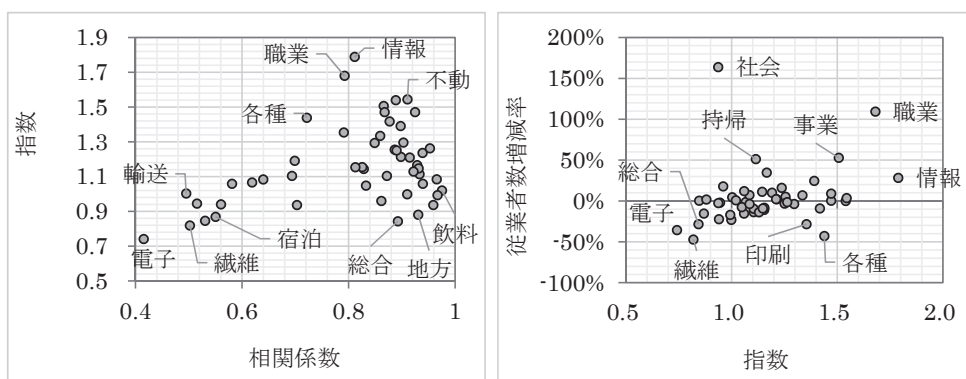 1.9
1.7
1.5
1.3
1.1
0.9
0.7
0.5
指数
職業
情報
不動
各種
輸送
宿泊
総合
飲料
電子
繊維
地方
0.4
0.6
0.8
1
相関係数
200%
150%
100%
50%
0%
-50%
-100%
従業者数増減率
社会
職業
持帰
事業
総合
情報
電子
印刷
各種
繊維
0.5
1.0
1.5
2.0
指数